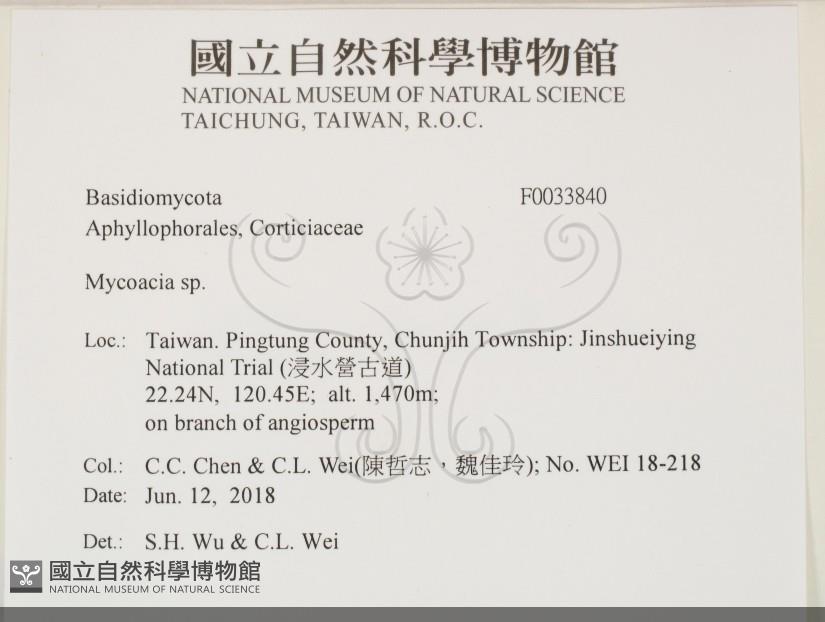 國立自然科學博物館
NATIONAL MUSEUM OF NATURAL SCIENCE
TAICHUNG, TAIWAN, R.O.C.
Basidiomycota F0033840
Aphyllophorales, Corticiaceae
Mycoacia sp.
Loc.: Taiwan. Pingtung County, Chunjih Township: Jinshueiying
National Trial (浸水營古道)
22.24N, 120.45E; alt. 1,470m;
on branch of angiosperm
Col.: C.C. Chen & C.L. Wei(陳哲志，魏佳玲); No. WEI 18-218
Date: Jun. 12, 2018
Det.: S.H. Wu & C.L. Wei
國立自然科學博物館
NATIONAL MUSEUM OF NATURAL SCIENCE